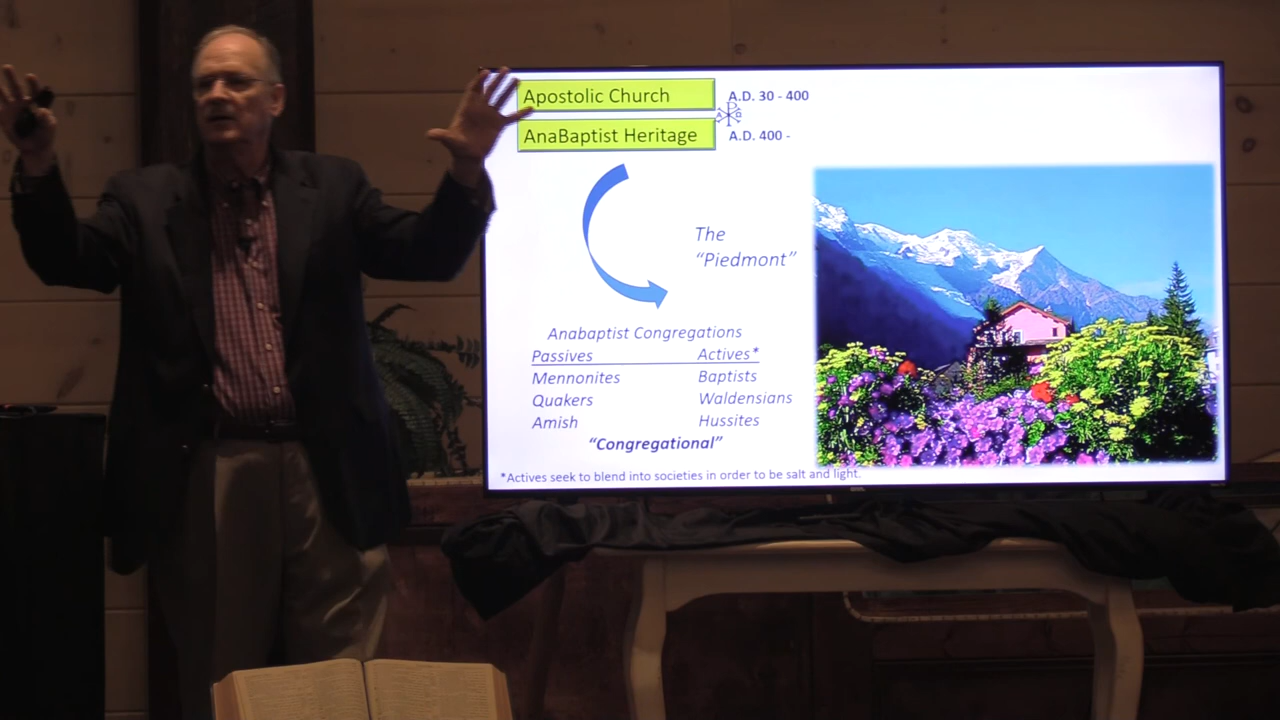 Apostolic Church A.D. 30 - 400
AnaBaptist Heritage A.D. 400 -
The
"Piedmont"
Anabaptist Congregations
Passives Actives*
Mennonites Baptists
Quakers Waldensians
Amish Hussites
"Congregational"
*Actives seek to blend into societies in order to be salt and light.